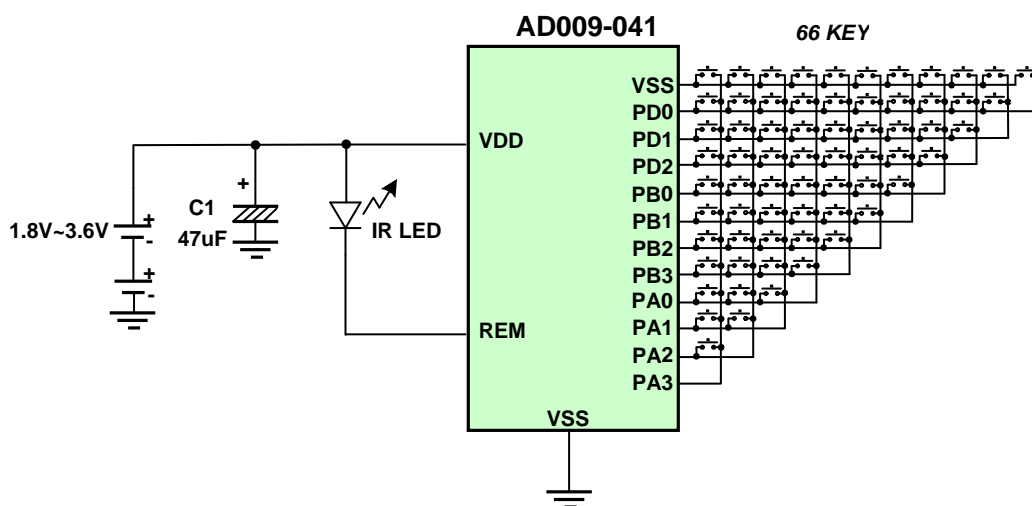 AD009-041
66 KEY
VSS
PD0
PD1
PD2
PB0
PB1
PB2
PB3
PA0
PA1
PA2
PA3
VDD
REM
VSS
+
C1
47uF
IR LED
1.8V~3.6V
+
-
+
-